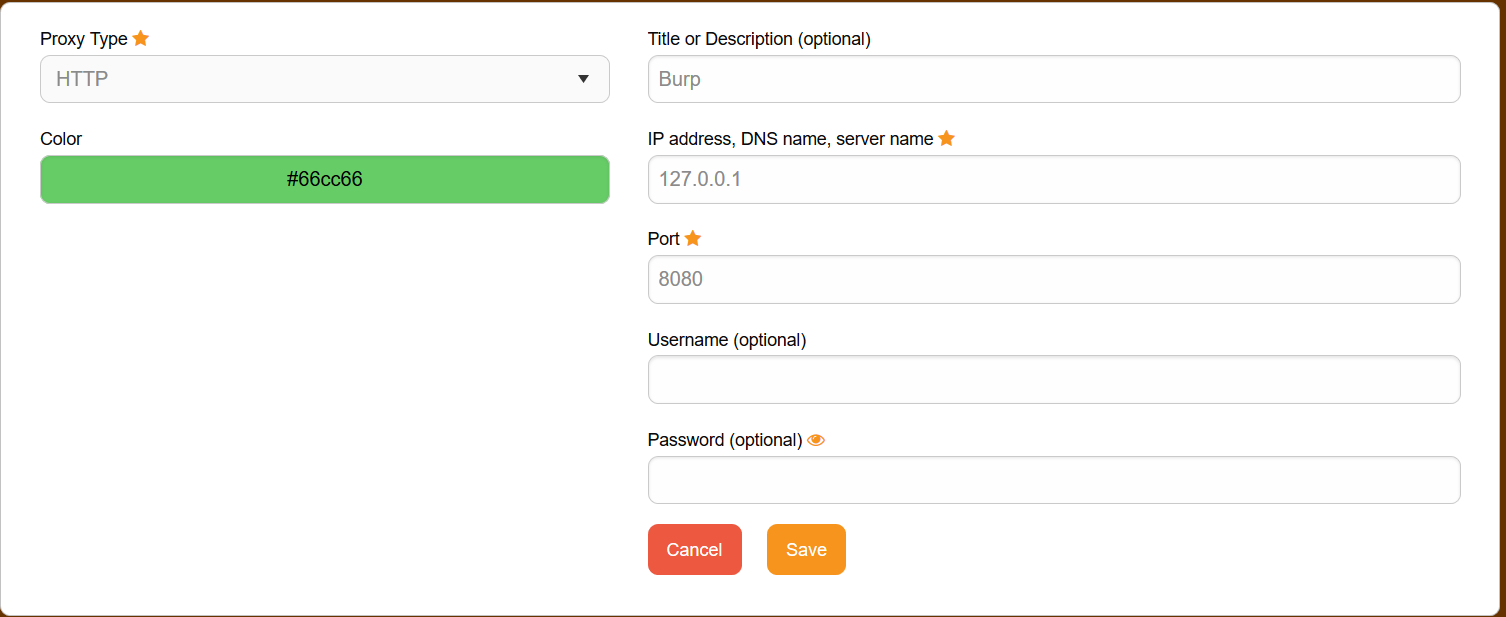 Proxy Type
HTTP
Color
#66cc66
Title or Description (optional)
Burp
IP address, DNS name, server name
127.0.0.1
Port
8080
Username (optional)
Password (optional)
Cancel
Save